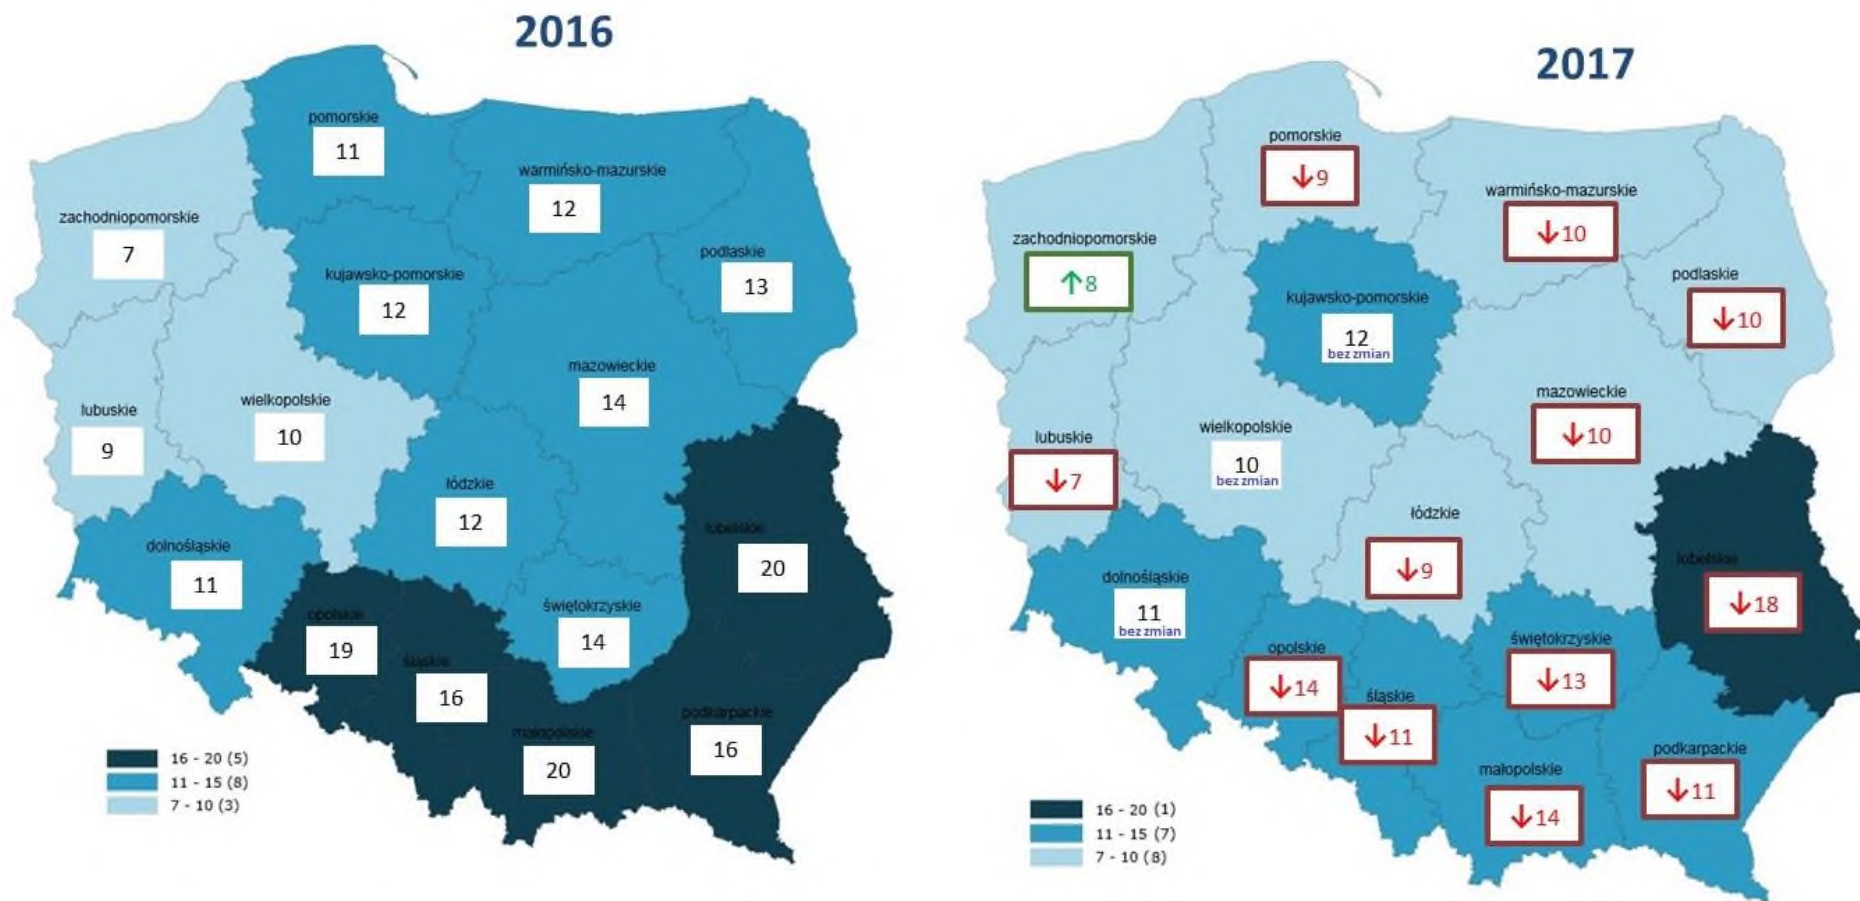 2016
pomorskie
11
warmińsko-mazurskie
12
zachodniopomorskie
7
podlaskie
13
kujawsko-pomorskie
12
mazowieckie
14
lubuskie
9
wielkopolskie
10
łódzkie
12
lubelskie
20
dolnośląskie
11
opolskie
19
świętokrzyskie
14
śląskie
16
podkarpackie
16
małopolskie
20
16 - 20 (5)
11 - 15 (8)
7 - 10 (3)
2017
pomorskie
↓9
warmińsko-mazurskie
↓10
zachodniopomorskie
↑8
podlaskie
↓10
kujawsko-pomorskie
12
bez zmian
mazowieckie
↓10
lubuskie
↓7
wielkopolskie
10
bez zmian
łódzkie
↓9
lubelskie
↓18
dolnośląskie
11
bez zmian
opolskie
↓14
świętokrzyskie
↓13
śląskie
↓11
podkarpackie
↓11
małopolskie
↓14
16 - 20 (1)
11 - 15 (7)
7 - 10 (8)